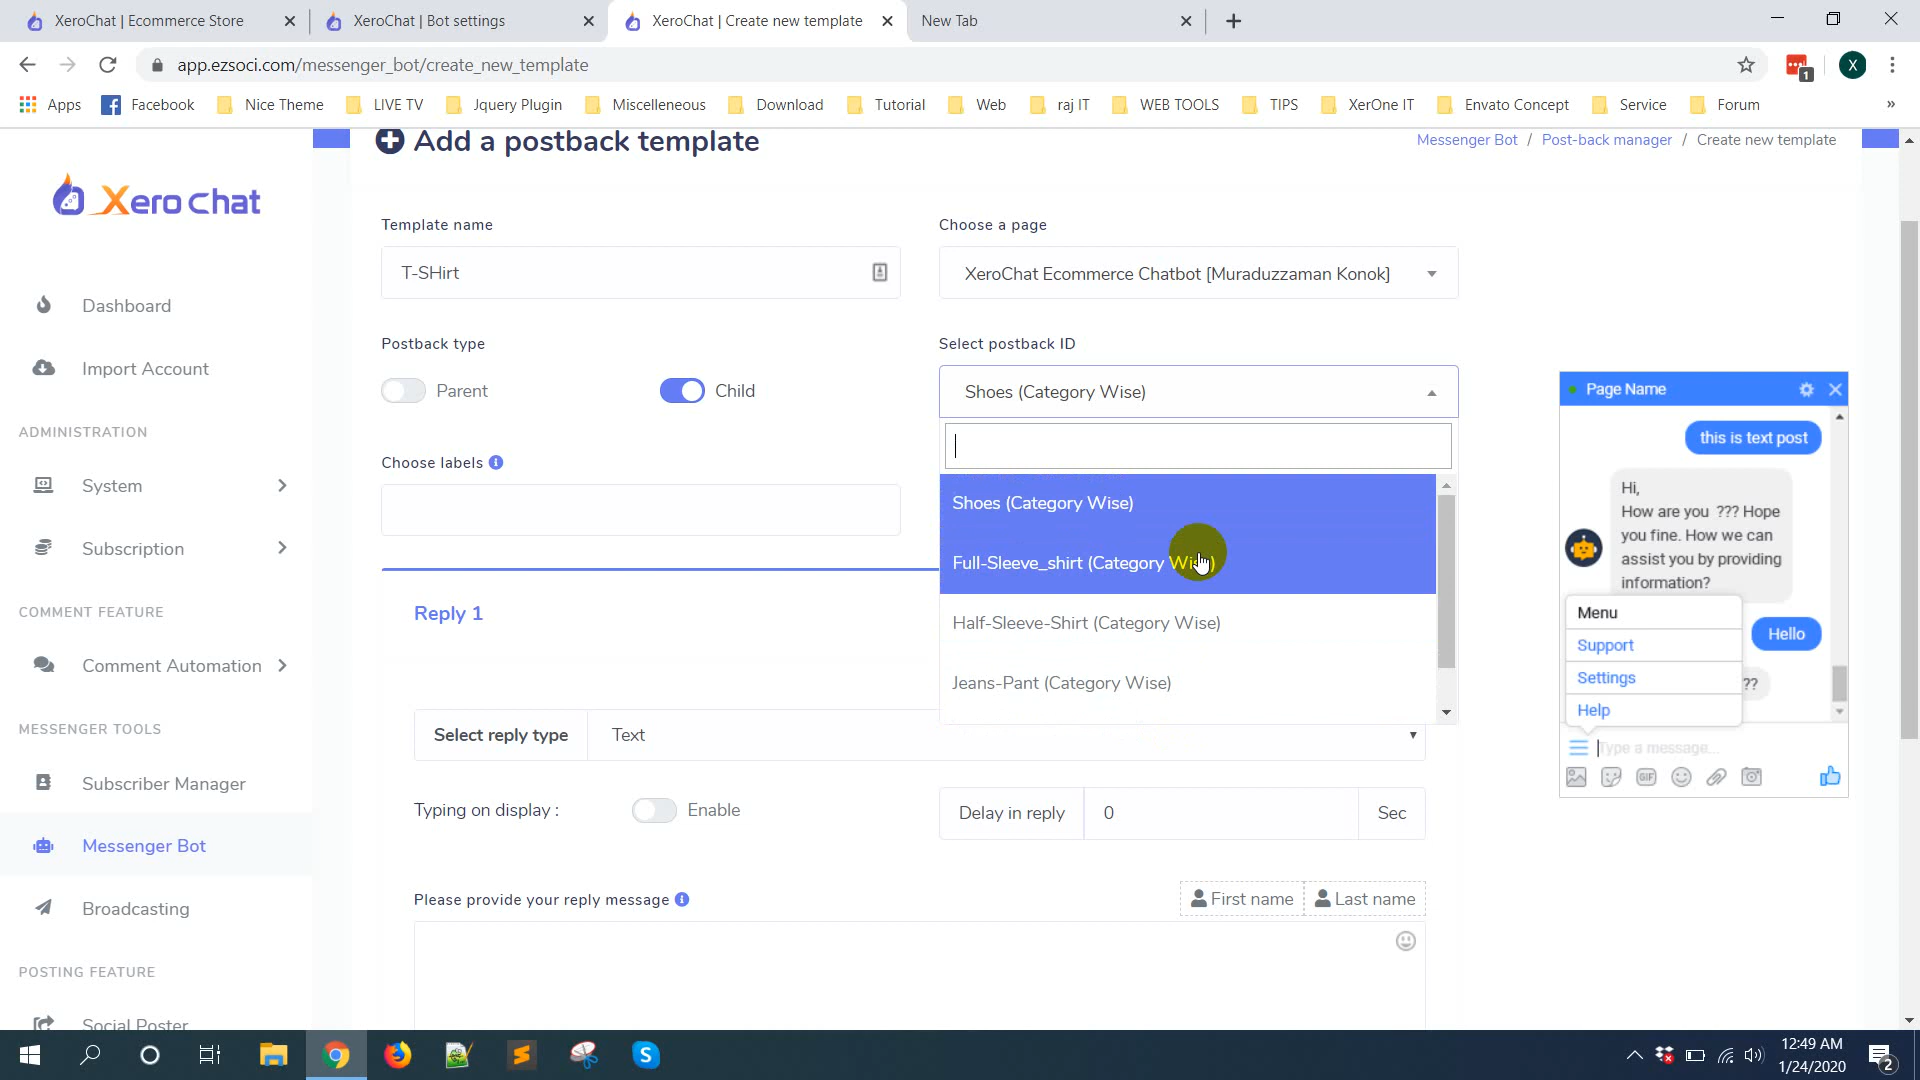 XeroChat | Ecommerce Store
XeroChat | Bot settings
XeroChat | Create new template
New Tab
app.ezsoci.com/messenger_bot/create_new_template
1
X
Apps
Facebook
Nice Theme
LIVE TV
Jquery Plugin
Miscelleneous
Download
Tutorial
Web
raj IT
WEB TOOLS
TIPS
XerOne IT
Envato Concept
Service
Forum
»
Add a postback template
Messenger Bot / Post-back manager / Create new template
Xero Chat
Dashboard
Import Account
ADMINISTRATION
System
Subscription
COMMENT FEATURE
Comment Automation
MESSENGER TOOLS
Subscriber Manager
Messenger Bot
Broadcasting
POSTING FEATURE
Social Poster
Template name
T-SHirt
Choose a page
XeroChat Ecommerce Chatbot [Muraduzzaman Konok]
Postback type
Parent
Child
Select postback ID
Shoes (Category Wise)
Shoes (Category Wise)
Full-Sleeve_shirt (Category Wise)
Half-Sleeve-Shirt (Category Wise)
Jeans-Pant (Category Wise)
Choose labels
Reply 1
Select reply type
Text
Typing on display :
Enable
Delay in reply
0
Sec
Please provide your reply message
First name
Last name
Page Name
this is text post
Hi,
How are you ??? Hope
you fine. How we can
assist you by providing
information?
Menu
Hello
Support
Settings
??
Help
Type a message...
GIF
12:49 AM
1/24/2020
2